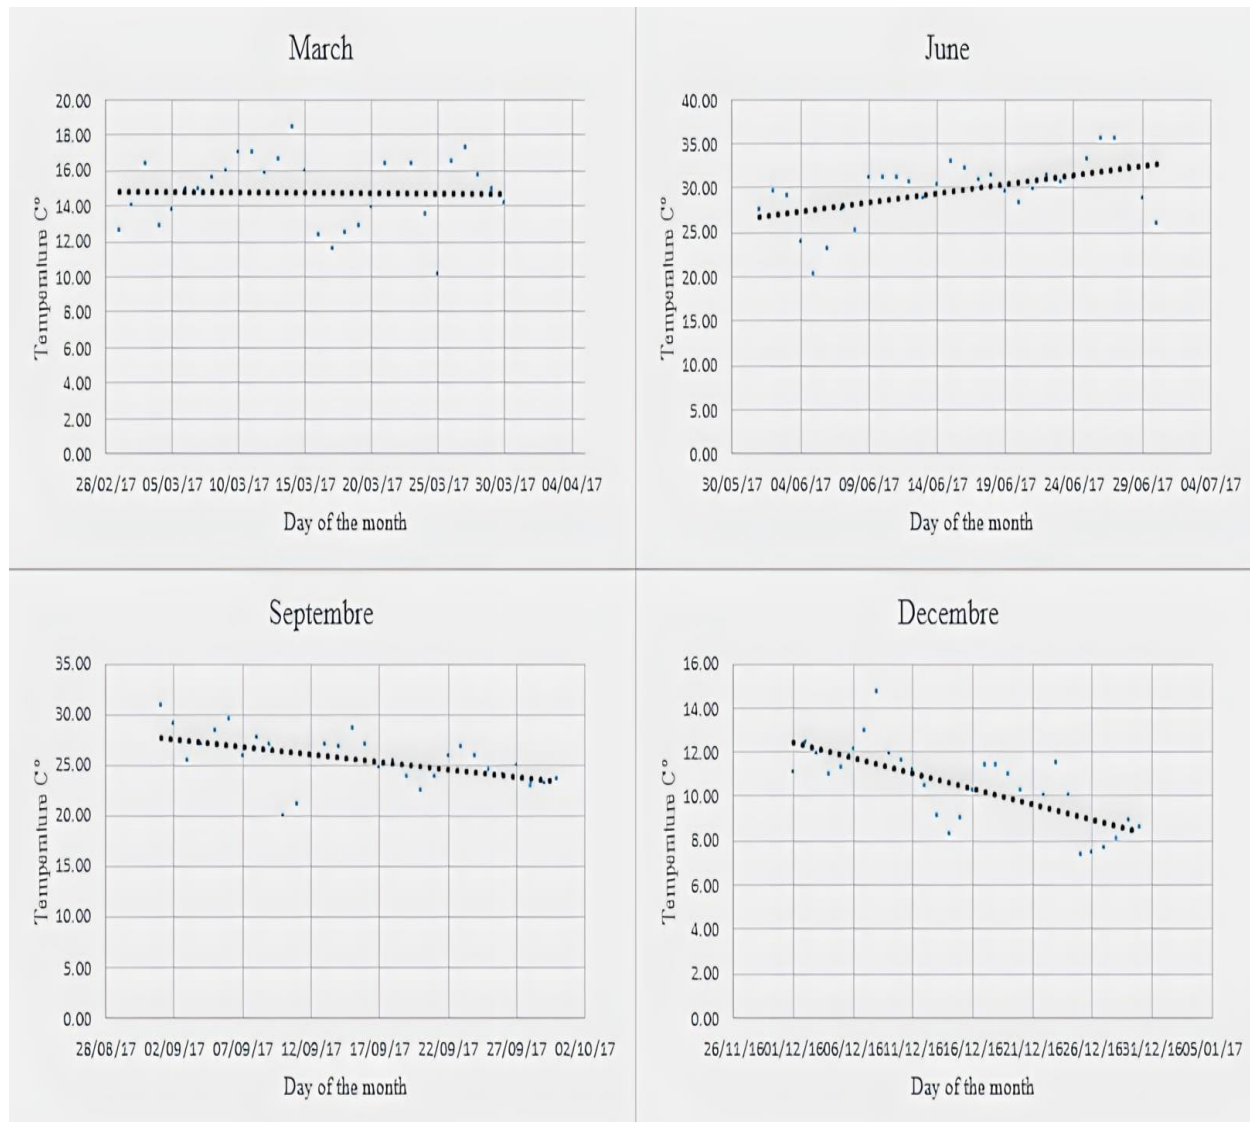 March
20.00
18.00
16.00
14.00
12.00
10.00
8.00
6.00
4.00
2.00
0.00
Temperature C°
28/02/17 05/03/17 10/03/17 15/03/17 20/03/17 25/03/17 30/03/17 04/04/17
Day of the month
June
40.00
35.00
30.00
25.00
20.00
15.00
10.00
5.00
0.00
Temperature C°
30/05/17 04/06/17 09/06/17 14/06/17 19/06/17 24/06/17 29/06/17 04/07/17
Day of the month
Septembre
35.00
30.00
25.00
20.00
15.00
10.00
5.00
0.00
Temperature C°
28/08/17 02/09/17 07/09/17 12/09/17 17/09/17 22/09/17 27/09/17 02/10/17
Day of the month
Decembre
16.00
14.00
12.00
10.00
8.00
6.00
4.00
2.00
0.00
Temperature C°
26/11/1601/12/1606/12/1611/12/1616/12/1621/12/1626/12/1631/12/1605/01/17
Day of the month